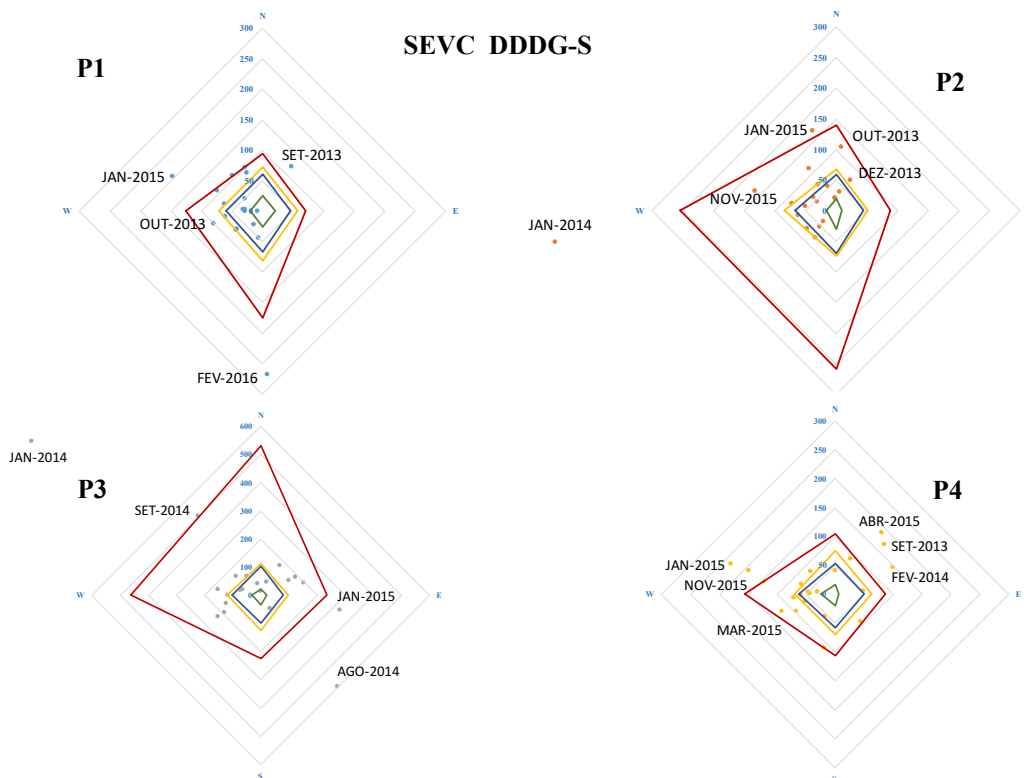 SEVC DDDG-S
P1
N
300
250
200
150
100
50
0
W
E
SET-2013
JAN-2015
OUT-2013
FEV-2016
P2
N
300
250
200
150
100
50
0
W
E
JAN-2015
OUT-2013
DEZ-2013
NOV-2015
JAN-2014
P3
N
600
500
400
300
200
100
0
W
E
S
JAN-2014
SET-2014
JAN-2015
AGO-2014
P4
N
300
250
200
150
100
50
0
W
E
ABR-2015
SET-2013
FEV-2014
JAN-2015
NOV-2015
MAR-2015